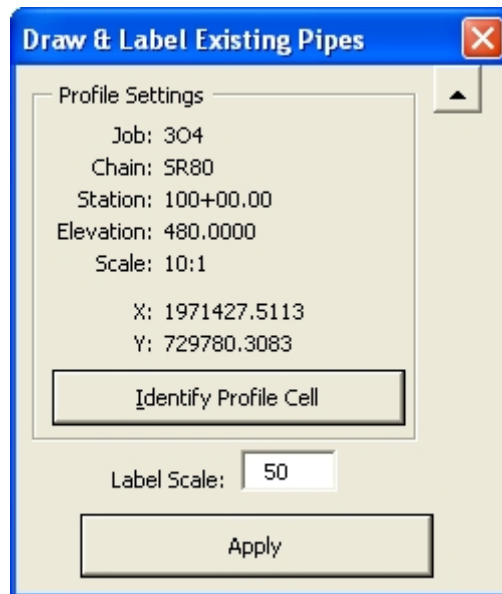 Draw & Label Existing Pipes
Profile Settings
Job: 3O4
Chain: SR80
Station: 100+00.00
Elevation: 480.0000
Scale: 10:1
X: 1971427.5113
Y: 729780.3083
Identify Profile Cell
Label Scale: 50
Apply